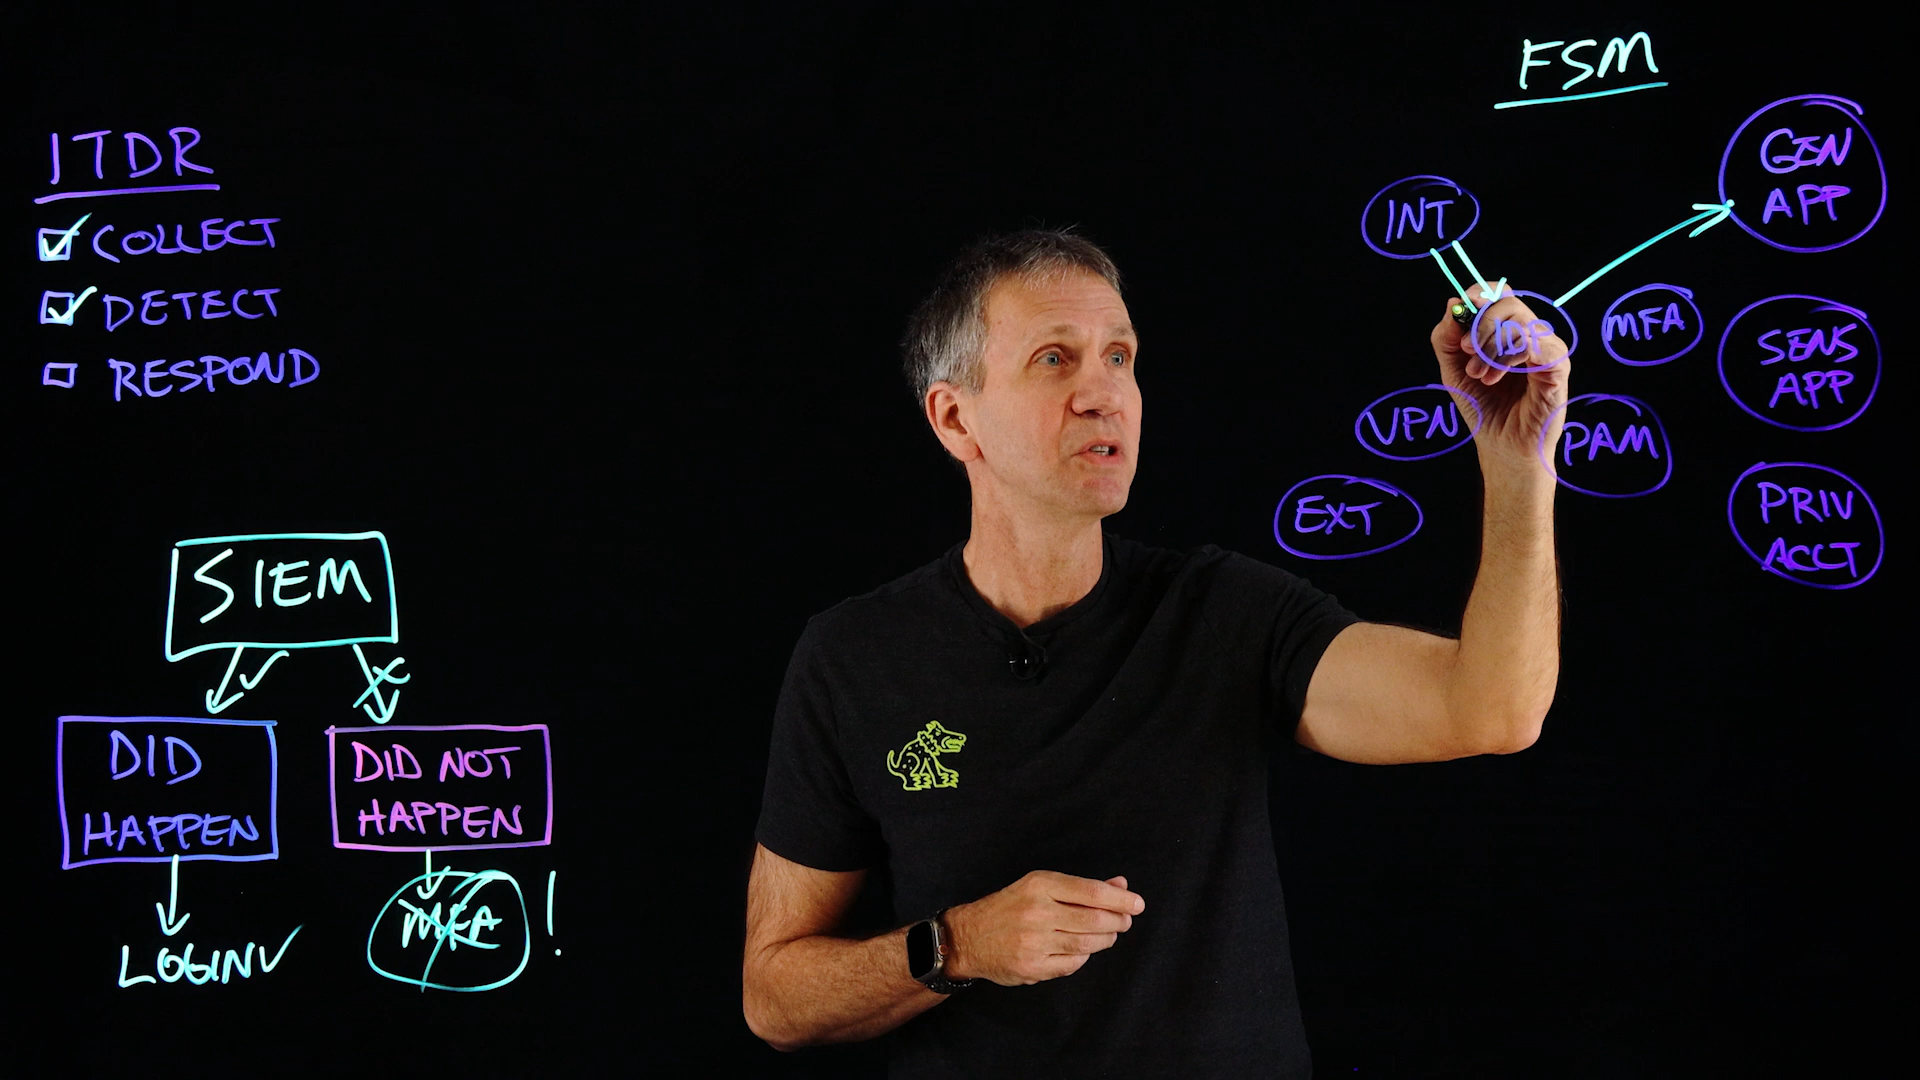 ITDR
COLLECT
DETECT
RESPOND
SIEM
DID
HAPPEN
DID NOT
HAPPEN
LOGIN
MFA
!
FSM
INT
GEN
APP
IDP
MFA
SENS
APP
VPN
PAM
EXT
PRIV
ACCT